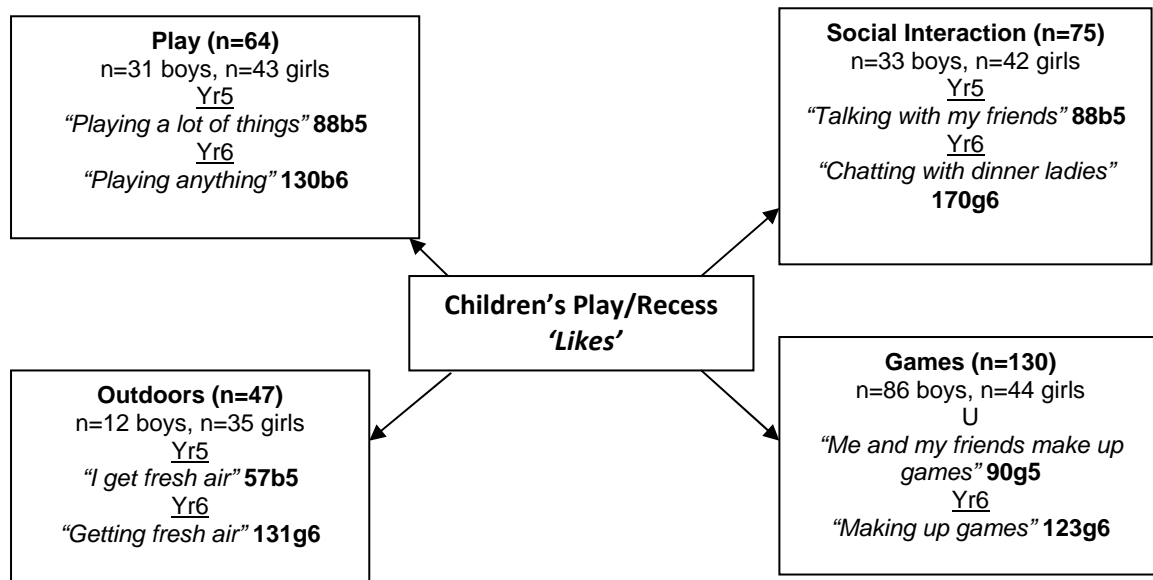 Play (n=64)
n=31 boys, n=43 girls
Yr5
“Playing a lot of things” 88b5
Yr6
“Playing anything” 130b6
Social Interaction (n=75)
n=33 boys, n=42 girls
Yr5
“Talking with my friends” 88b5
Yr6
“Chatting with dinner ladies”
170g6
Children’s Play/Recess
‘Likes’
Outdoors (n=47)
n=12 boys, n=35 girls
Yr5
“I get fresh air” 57b5
Yr6
“Getting fresh air” 131g6
Games (n=130)
n=86 boys, n=44 girls
U
“Me and my friends make up
games” 90g5
Yr6
“Making up games” 123g6